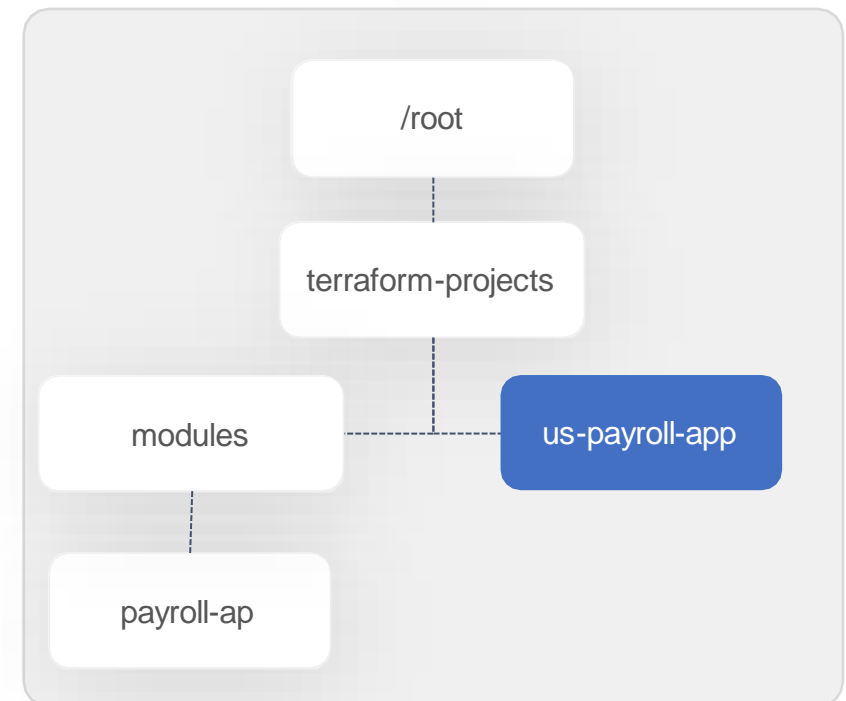 /root
terraform-projects
modules
us-payroll-app
payroll-ap